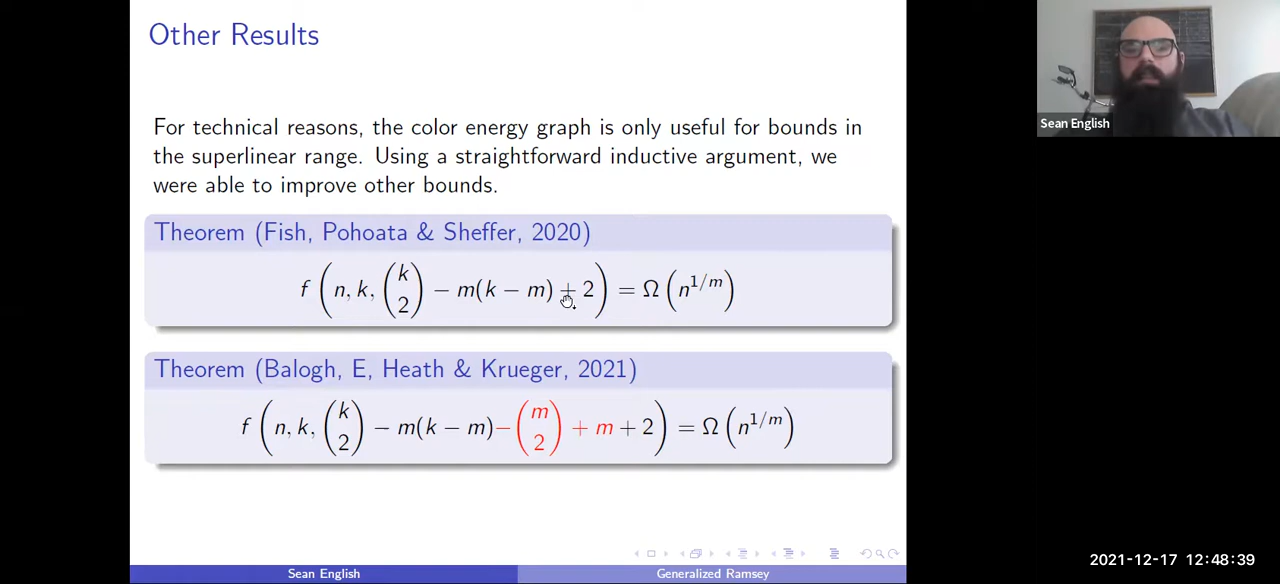 Other Results
For technical reasons, the color energy graph is only useful for bounds in
the superlinear range. Using a straightforward inductive argument, we
were able to improve other bounds.
Theorem (Fish, Pohoata & Sheffer, 2020)
f(n, k, (k 2) − m(k − m) + 2) = Ω(n^{1/m})
Theorem (Balogh, E, Heath & Krueger, 2021)
f(n, k, (k 2) − m(k − m) − (m 2) + m + 2) = Ω(n^{1/m})
Sean English
Generalized Ramsey
Sean English
2021-12-17 12:48:39